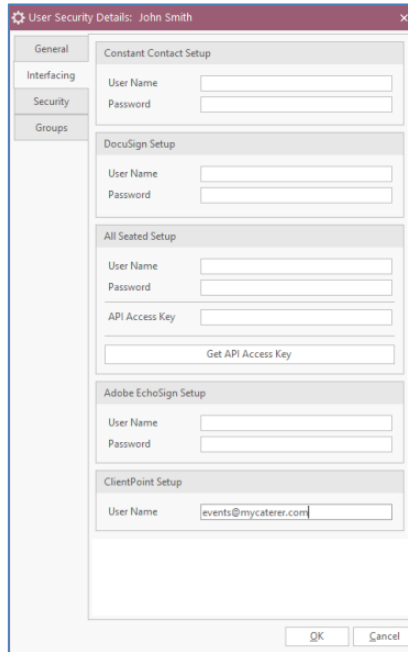 User Security Details: John Smith
General
Interfacing
Security
Groups
Constant Contact Setup
User Name
Password
DocuSign Setup
User Name
Password
All Seated Setup
User Name
Password
API Access Key
Get API Access Key
Adobe EchoSign Setup
User Name
Password
ClientPoint Setup
User Name events@mycaterer.com
OK Cancel